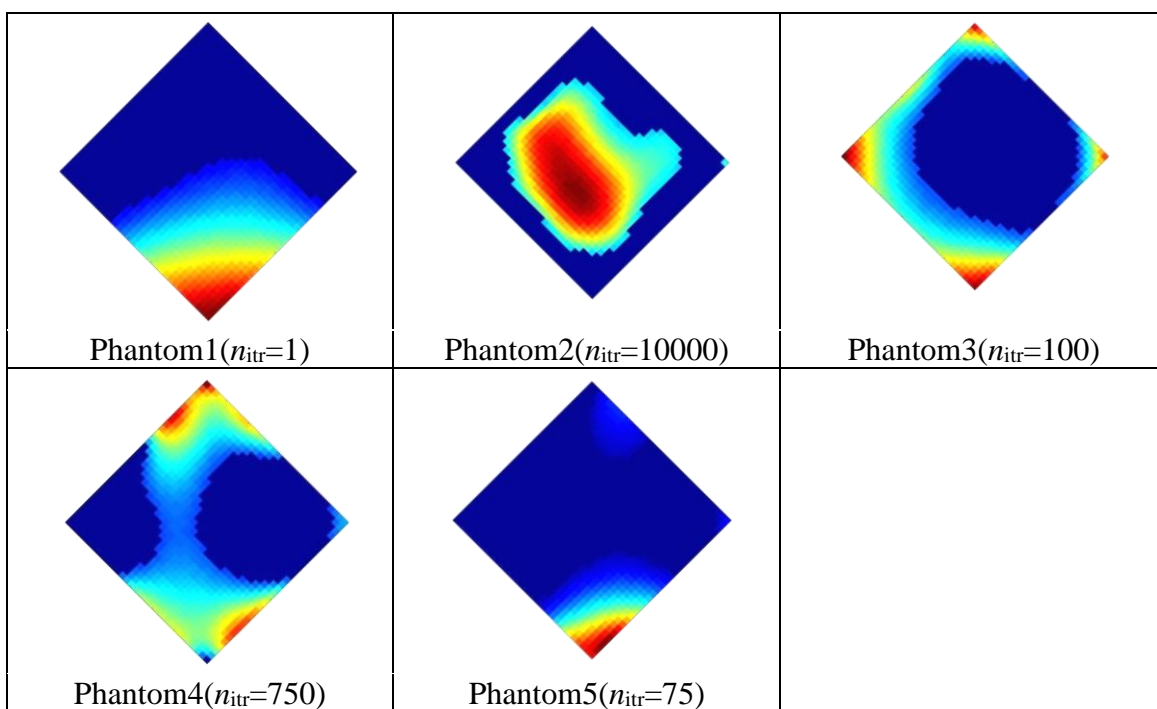 Phantom1(nitr=1)
Phantom2(nitr=10000)
Phantom3(nitr=100)
Phantom4(nitr=750)
Phantom5(nitr=75)